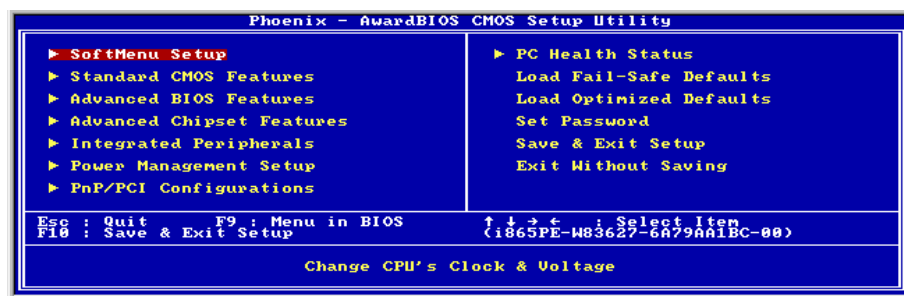 Phoenix - AwardBIOS CMOS Setup Utility
► SoftMenu Setup
► Standard CMOS Features
► Advanced BIOS Features
► Advanced Chipset Features
► Integrated Peripherals
► Power Management Setup
► PnP/PCI Configurations
► PC Health Status
Load Fail-Safe Defaults
Load Optimized Defaults
Set Password
Save & Exit Setup
Exit Without Saving
Esc : Quit F9 : Menu in BIOS ↑ ↓ → ← : Select Item
F10 : Save & Exit Setup (i865PE-W83627-6A79AA1BC-00)
Change CPU's Clock & Voltage